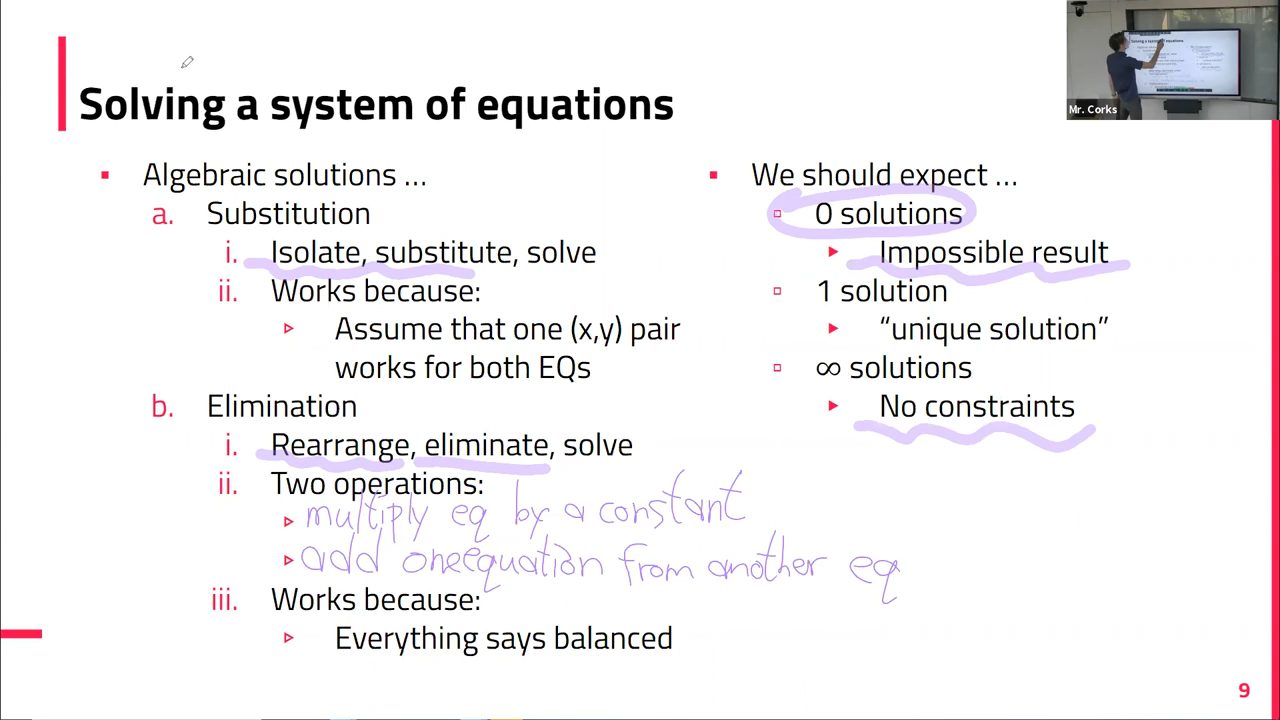 Solving a system of equations
▪ Algebraic solutions ...
a. Substitution
i. Isolate, substitute, solve
ii. Works because:
Assume that one (x,y) pair
works for both EQs
b. Elimination
i. Rearrange, eliminate, solve
ii. Two operations:
multiply eq by a constant
add one equation from another eq
iii. Works because:
Everything says balanced
▪ We should expect ...
0 solutions
Impossible result
1 solution
“unique solution”
∞ solutions
No constraints
Mr. Corks
9